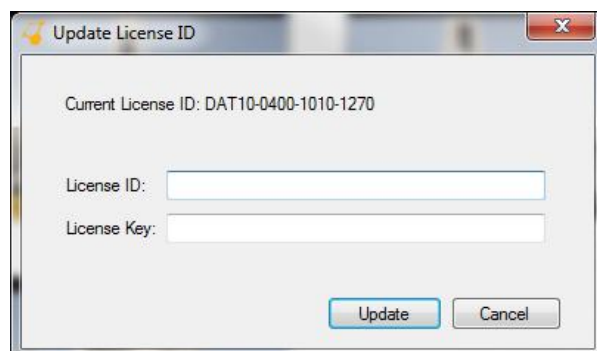 Update License ID
Current License ID: DAT10-0400-1010-1270
License ID:
License Key:
Update Cancel